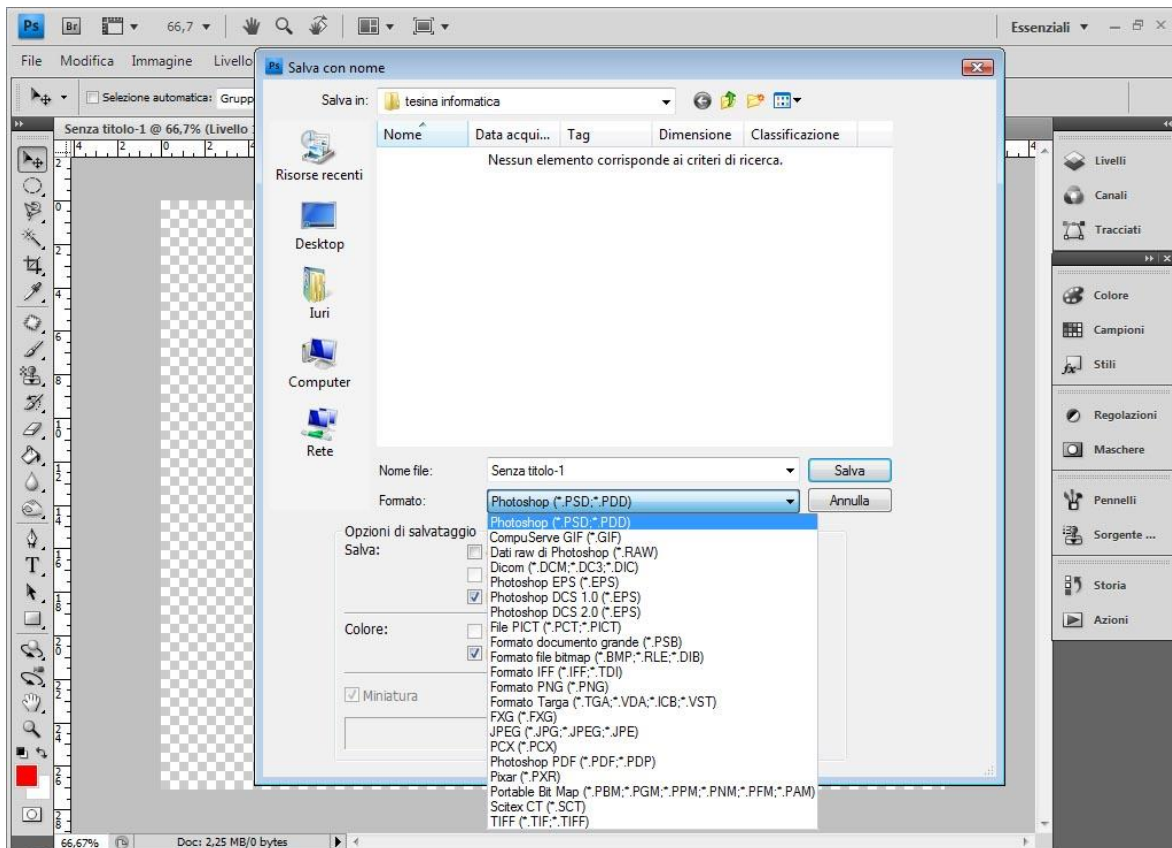 Ps Br 66,7 Essenziali
File Modifica Immagine Livello
Selezione automatica: Grupp
Senza titolo-1 @ 66,7% (Livello
Ps Salva con nome
Salva in: tesina informatica
Nome Data acqui... Tag Dimensione Classificazione
Nessun elemento corrisponde ai criteri di ricerca.
Risorse recenti
Desktop
Iuri
Computer
Rete
Nome file: Senza titolo-1 Salva
Formato: Photoshop (*.PSD;*.PDD) Annulla
Opzioni di salvataggio
Salva:
Colore:
Miniatura
Photoshop (*.PSD;*.PDD)
CompuServe GIF (*.GIF)
Dati raw di Photoshop (*.RAW)
Dicom (*.DCM;*.DC3;*.DIC)
Photoshop EPS (*.EPS)
Photoshop DCS 1.0 (*.EPS)
Photoshop DCS 2.0 (*.EPS)
File PICT (*.PCT;*.PICT)
Formato documento grande (*.PSB)
Formato file bitmap (*.BMP;*.RLE;*.DIB)
Formato IFF (*.IFF;*.TDI)
Formato PNG (*.PNG)
Formato Targa (*.TGA;*.VDA;*.ICB;*.VST)
FXG (*.FXG)
JPEG (*.JPG;*.JPEG;*.JPE)
PCX (*.PCX)
Photoshop PDF (*.PDF;*.PDP)
Pixar (*.PXR)
Portable Bit Map (*.PBM;*.PGM;*.PPM;*.PNM;*.PFM;*.PAM)
Scitex CT (*.SCT)
TIFF (*.TIF;*.TIFF)
Livelli
Canali
Tracciati
Colore
Campioni
Stili
Regolazioni
Maschere
Pennelli
Sorgente ...
Storia
Azioni
66,67% Doc: 2,25 MB/0 bytes